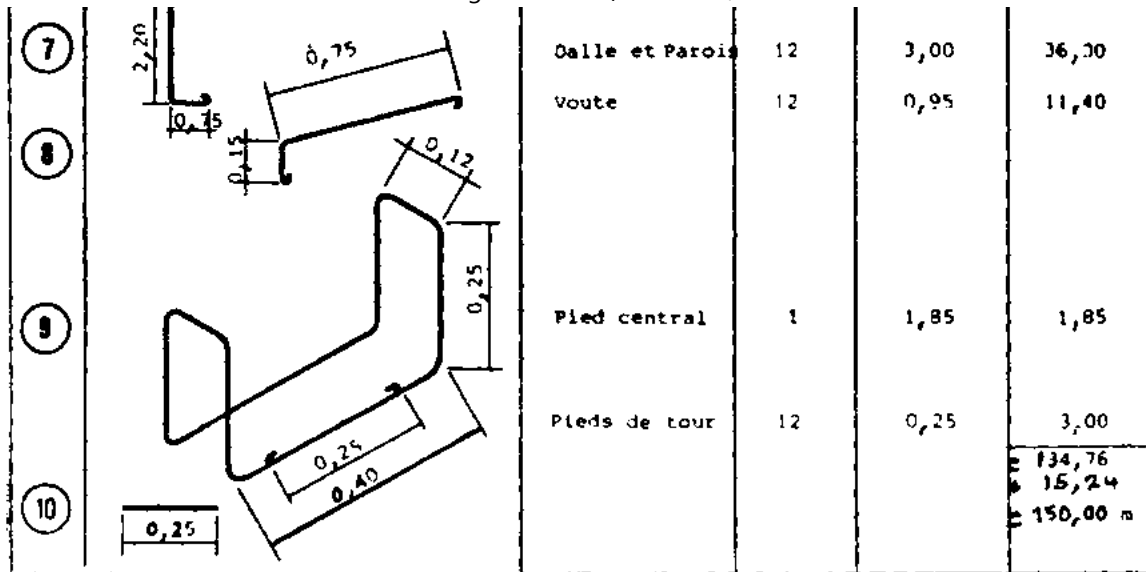 7 2,20 0,75 Dalle et Parois 12 3,00 36,00
0,15 Voute 12 0,95 11,40
8 0,15 0,12
0,25
9 Pied central 1 1,85 1,85
Pieds de tour 12 0,25 3,00
0,25
0,40
134,76
15,24
10 0,25 150,00 m